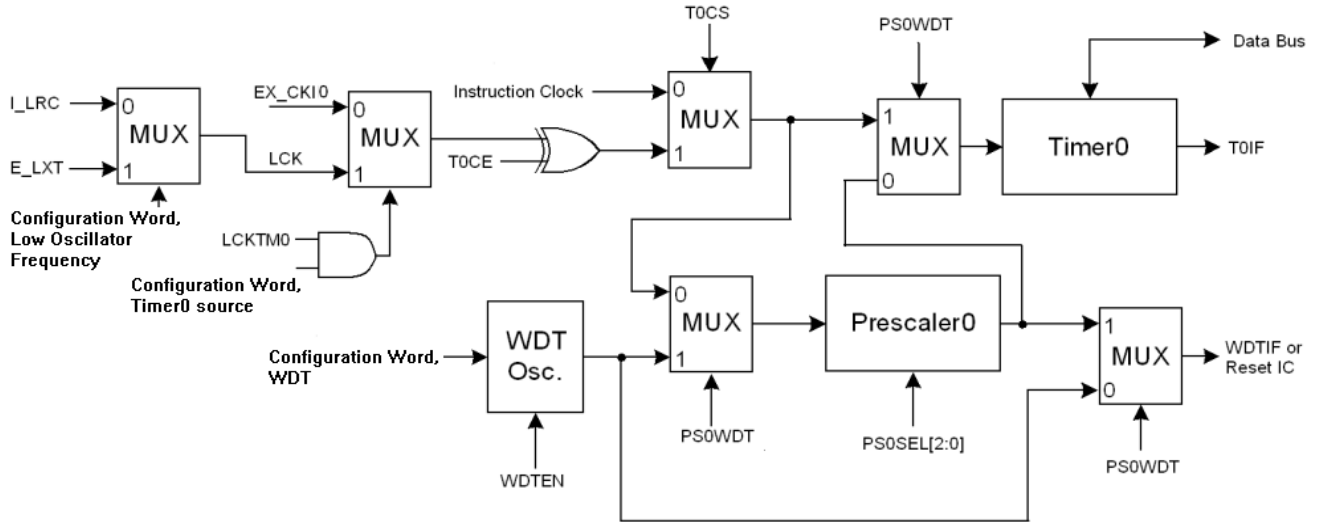 T0CS
PS0WDT
Data Bus
I_LRC
0
MUX
1
E_LXT
LCK
EX_CKI0
0
MUX
1
T0CE
Instruction Clock
0
MUX
1
1
MUX
0
Timer0
T0IF
Configuration Word,
Low Oscillator
Frequency
LCKTM0
Configuration Word,
Timer0 source
Configuration Word,
WDT
WDT
Osc.
WDTEN
0
MUX
1
PS0WDT
Prescaler0
PS0SEL[2:0]
1
MUX
0
PS0WDT
WDTIF or
Reset IC